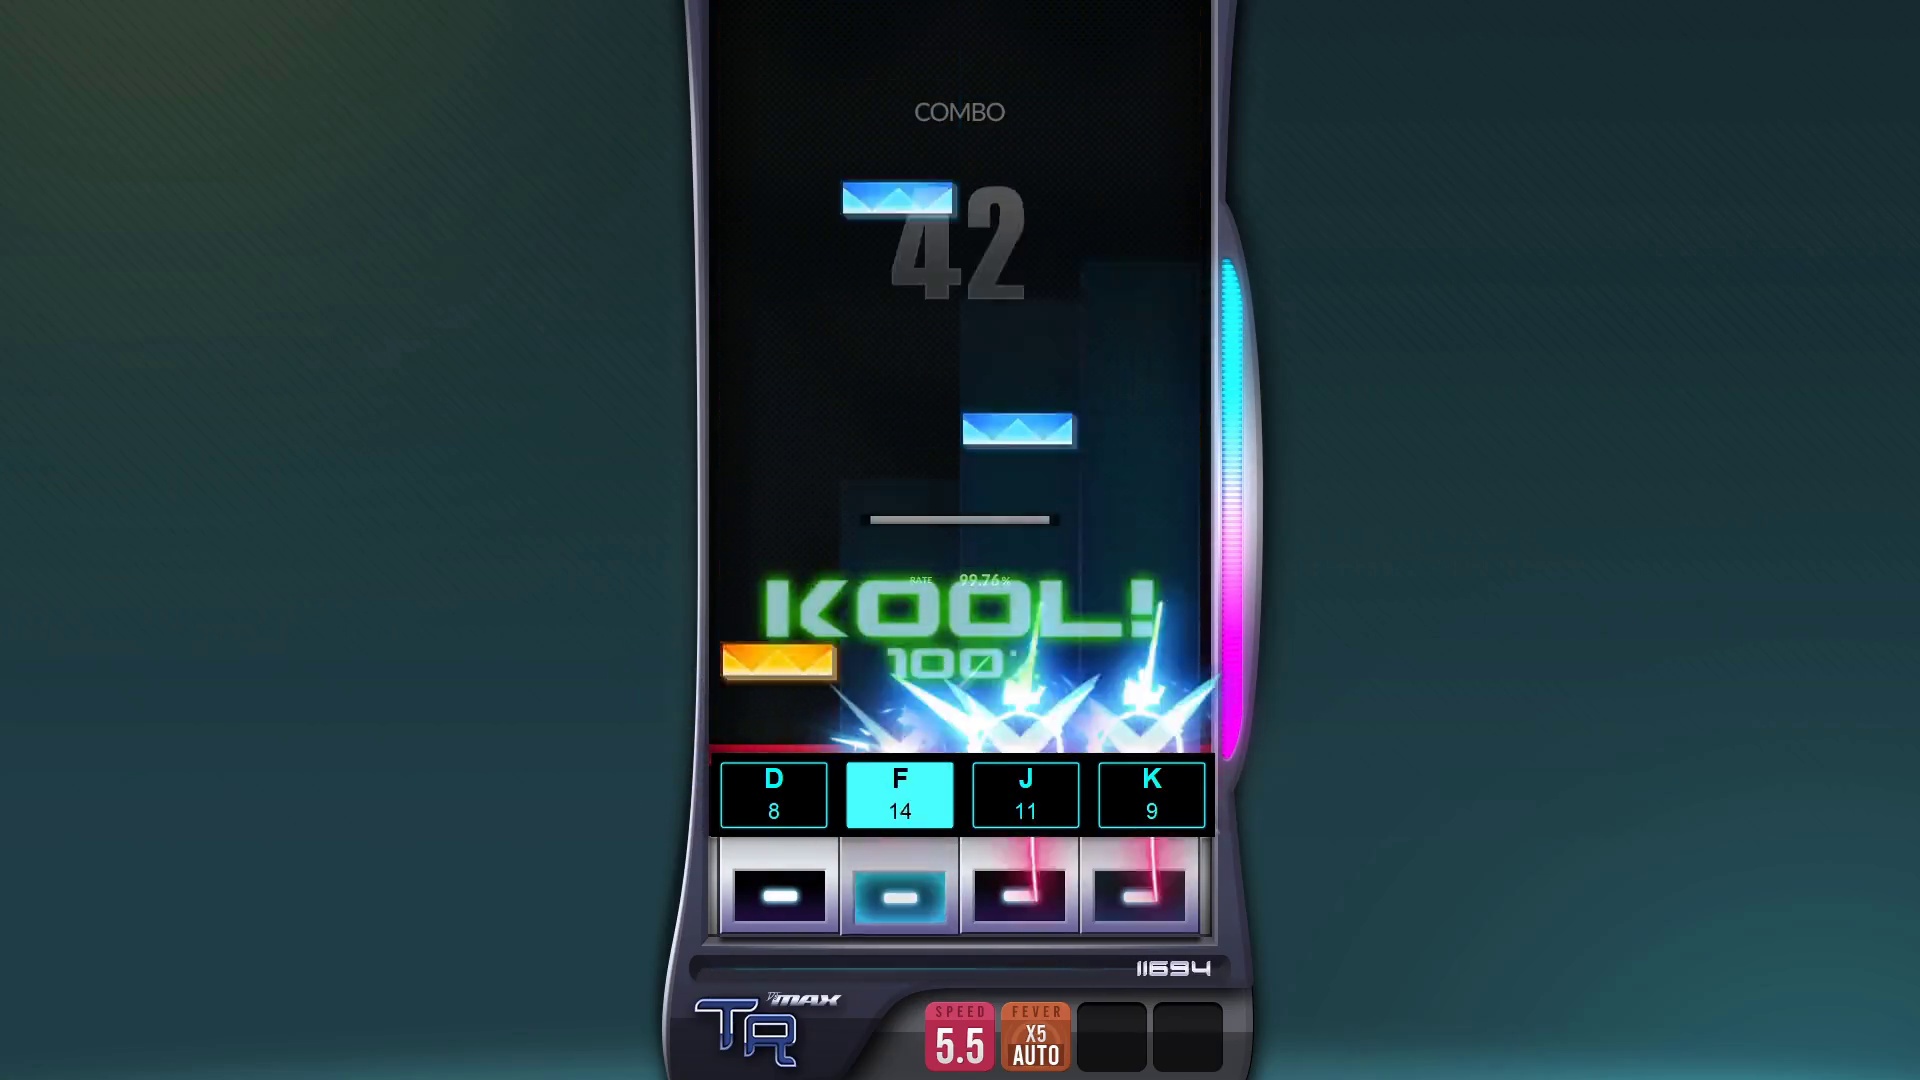 COMBO
42
RATE 99.76%
KOOL!
100
D F J K
8 14 11 9
11694
MAX
TR
SPEED FEVER
5.5 X5
AUTO